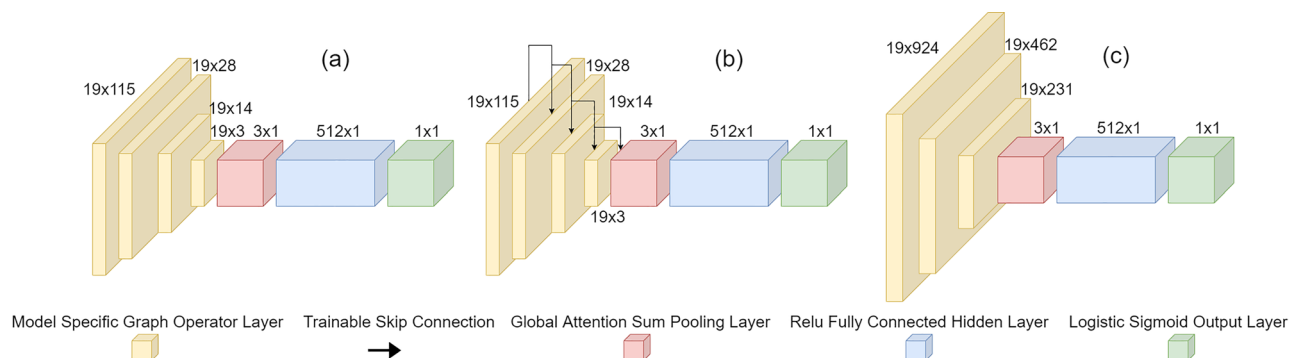 (a)
19x115
19x28
19x14
19x3
3x1
512x1
1x1
(b)
19x115
19x28
19x14
19x3
3x1
512x1
1x1
(c)
19x924
19x462
19x231
3x1
512x1
1x1
Model Specific Graph Operator Layer
Trainable Skip Connection
Global Attention Sum Pooling Layer
Relu Fully Connected Hidden Layer
Logistic Sigmoid Output Layer